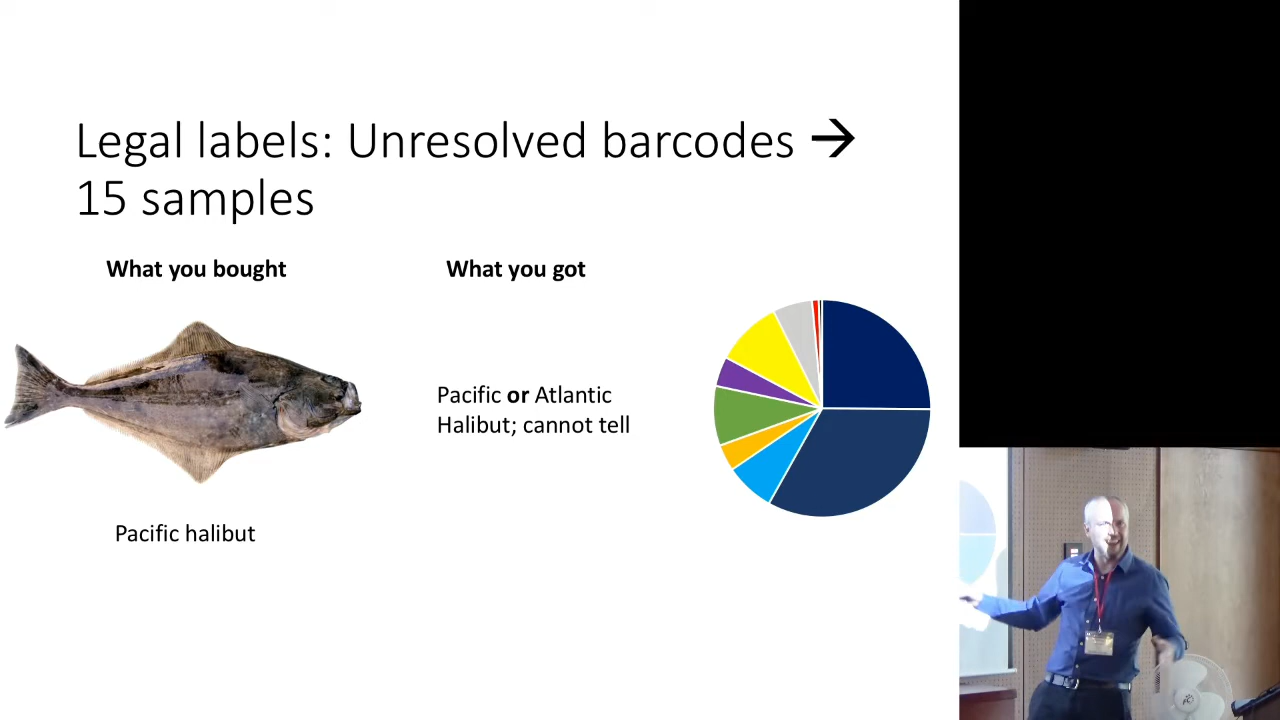 Legal labels: Unresolved barcodes →
15 samples
What you bought
What you got
Pacific or Atlantic
Halibut; cannot tell
Pacific halibut